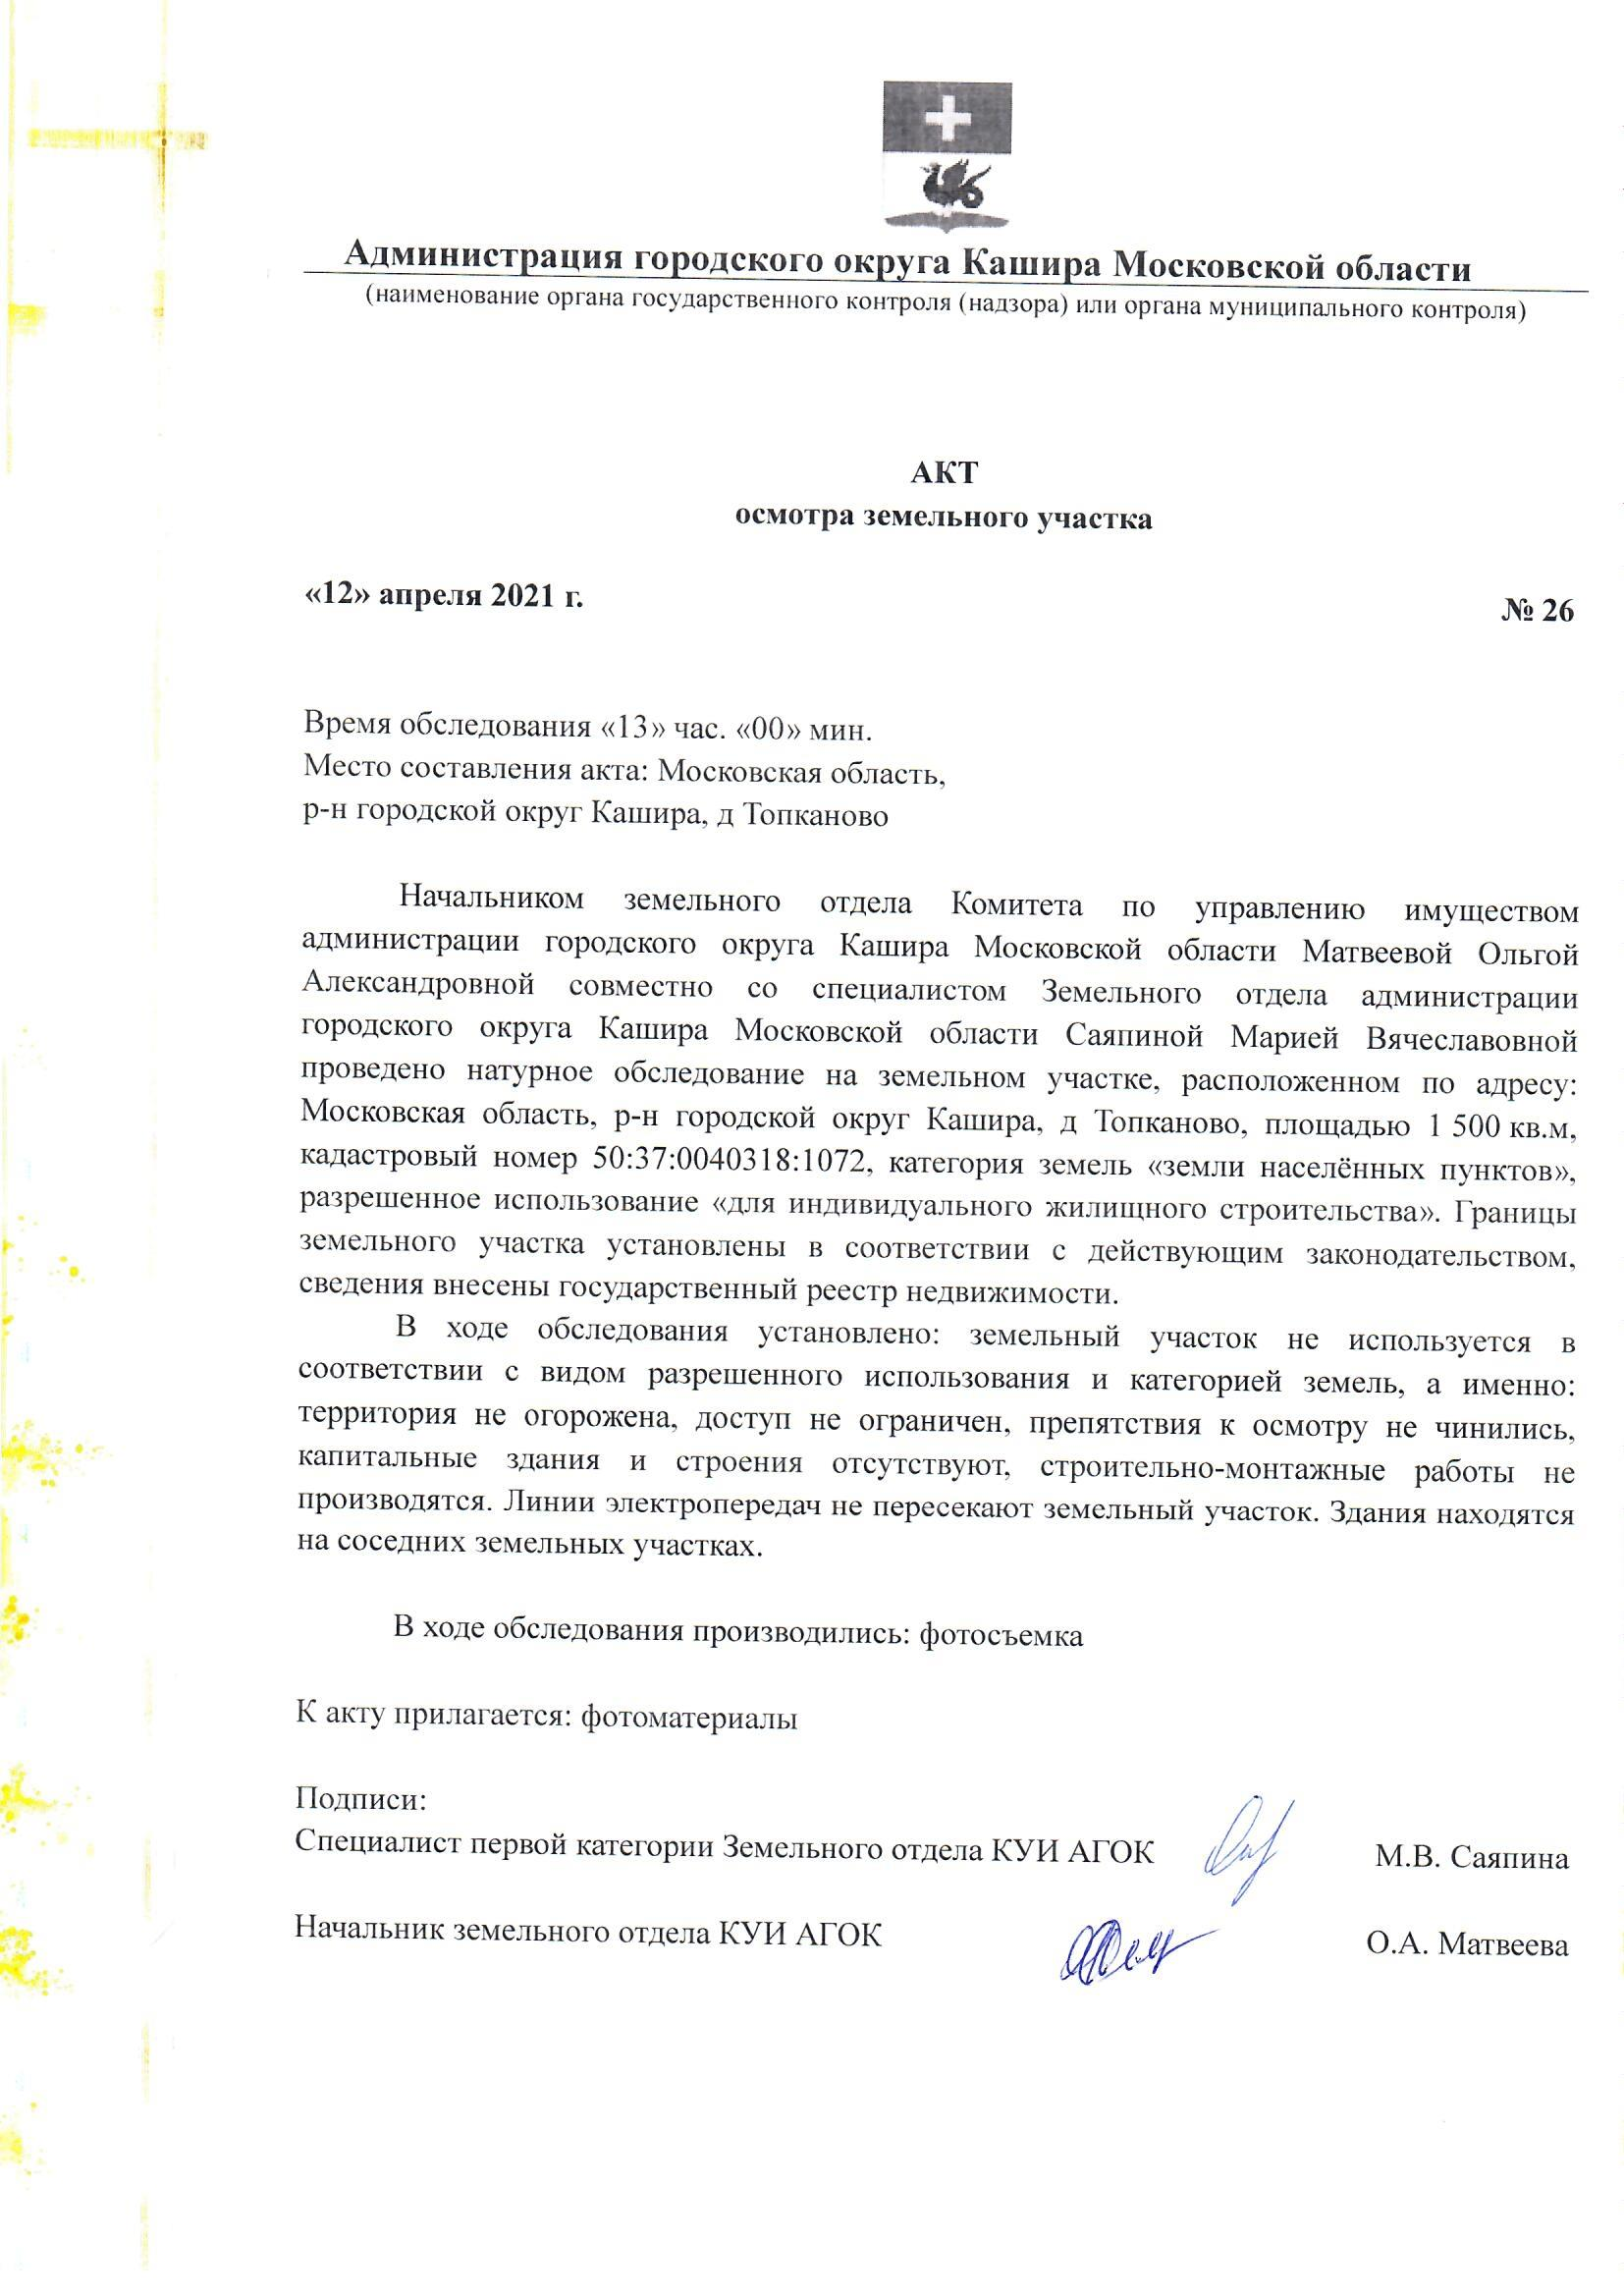 Администрация городского округа Кашира Московской области
(наименование органа государственного контроля (надзора) или органа муниципального контроля)
АКТ
осмотра земельного участка
«12» апреля 2021 г.
№ 26
Время обследования «13» час. «00» мин.
Место составления акта: Московская область,
р-н городской округ Кашира, д Топканово
Начальником земельного отдела Комитета по управлению имуществом
администрации городского округа Кашира Московской области Матвеевой Ольгой
Александровной совместно со специалистом Земельного отдела администрации
городского округа Кашира Московской области Саяпиной Марией Вячеславовной
проведено натурное обследование на земельном участке, расположенном по адресу:
Московская область, р-н городской округ Кашира, д Топканово, площадью 1 500 кв.м,
кадастровый номер 50:37:0040318:1072, категория земель «земли населённых пунктов»,
разрешенное использование «для индивидуального жилищного строительства». Границы
земельного участка установлены в соответствии с действующим законодательством,
сведения внесены государственный реестр недвижимости.
В ходе обследования установлено: земельный участок не используется в
соответствии с видом разрешенного использования и категорией земель, а именно:
территория не огорожена, доступ не ограничен, препятствия к осмотру не чинились,
капитальные здания и строения отсутствуют, строительно-монтажные работы не
производятся. Линии электропередач не пересекают земельный участок. Здания находятся
на соседних земельных участках.
В ходе обследования производились: фотосъемка
К акту прилагается: фотоматериалы
Подписи:
Специалист первой категории Земельного отдела КУИ АГОК М.В. Саяпина
Начальник земельного отдела КУИ АГОК О.А. Матвеева